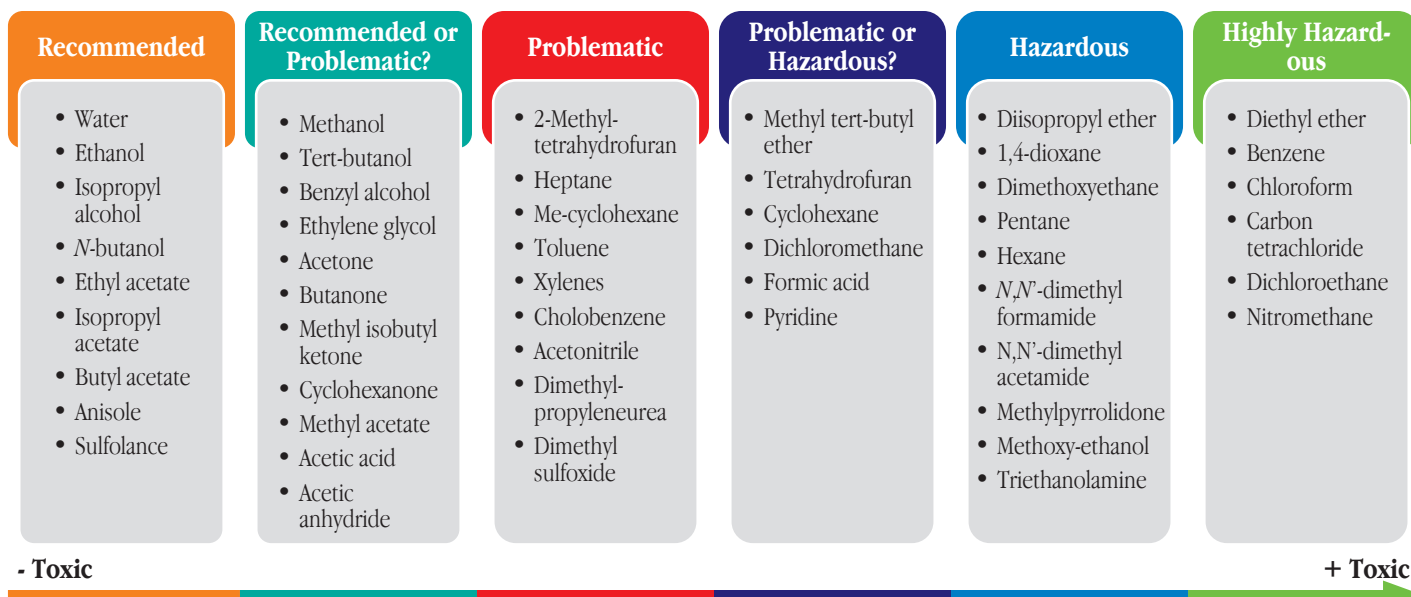 Recommended
• Water
• Ethanol
• Isopropyl
alcohol
• N-butanol
• Ethyl acetate
• Isopropyl
acetate
• Butyl acetate
• Anisole
• Sulfolance
Recommended or
Problematic?
• Methanol
• Tert-butanol
• Benzyl alcohol
• Ethylene glycol
• Acetone
• Butanone
• Methyl isobutyl
ketone
• Cyclohexanone
• Methyl acetate
• Acetic acid
• Acetic
anhydride
Problematic
• 2-Methyl-
tetrahydrofuran
• Heptane
• Me-cyclohexane
• Toluene
• Xylenes
• Cholobenzene
• Acetonitrile
• Dimethyl-
propyleneurea
• Dimethyl
sulfoxide
Problematic or
Hazardous?
• Methyl tert-butyl
ether
• Tetrahydrofuran
• Cyclohexane
• Dichloromethane
• Formic acid
• Pyridine
Hazardous
• Diisopropyl ether
• 1,4-dioxane
• Dimethoxyethane
• Pentane
• Hexane
• N,N'-dimethyl
formamide
• N,N'-dimethyl
acetamide
• Methylpyrrolidone
• Methoxy-ethanol
• Triethanolamine
Highly Hazard-
ous
• Diethyl ether
• Benzene
• Chloroform
• Carbon
tetrachloride
• Dichloroethane
• Nitromethane
- Toxic
+ Toxic